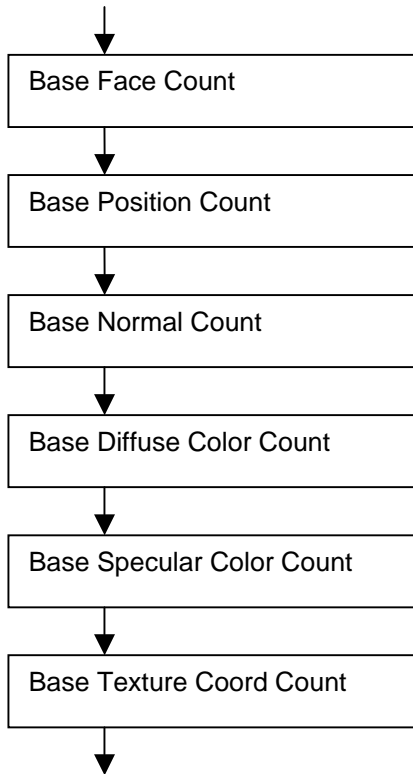 Base Face Count
Base Position Count
Base Normal Count
Base Diffuse Color Count
Base Specular Color Count
Base Texture Coord Count